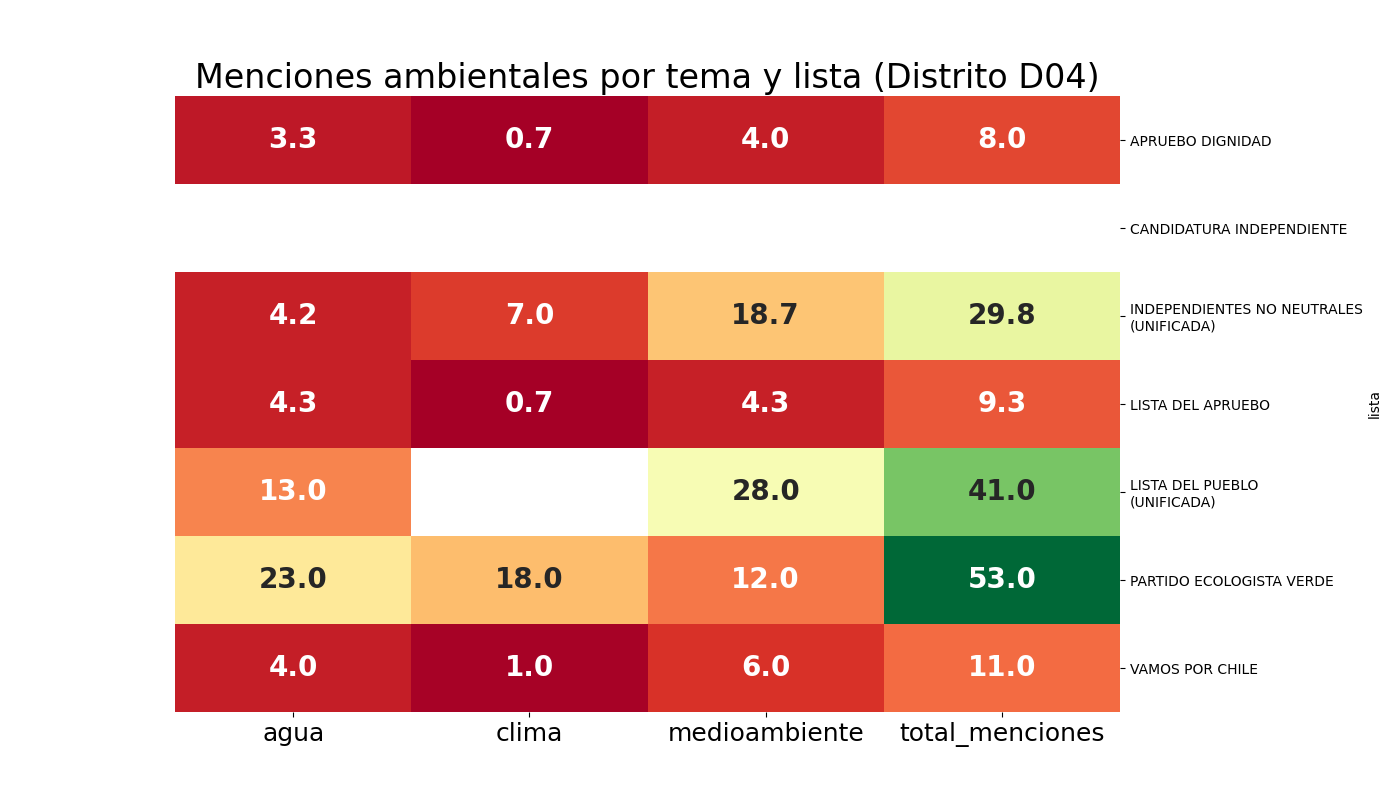 Menciones ambientales por tema y lista (Distrito D04)
3.3 0.7 4.0 8.0 APRUEBO DIGNIDAD
CANDIDATURA INDEPENDIENTE
4.2 7.0 18.7 29.8 INDEPENDIENTES NO NEUTRALES
(UNIFICADA)
4.3 0.7 4.3 9.3 LISTA DEL APRUEBO
lista
13.0 28.0 41.0 LISTA DEL PUEBLO
(UNIFICADA)
23.0 18.0 12.0 53.0 PARTIDO ECOLOGISTA VERDE
4.0 1.0 6.0 11.0 VAMOS POR CHILE
agua clima medioambiente total_menciones